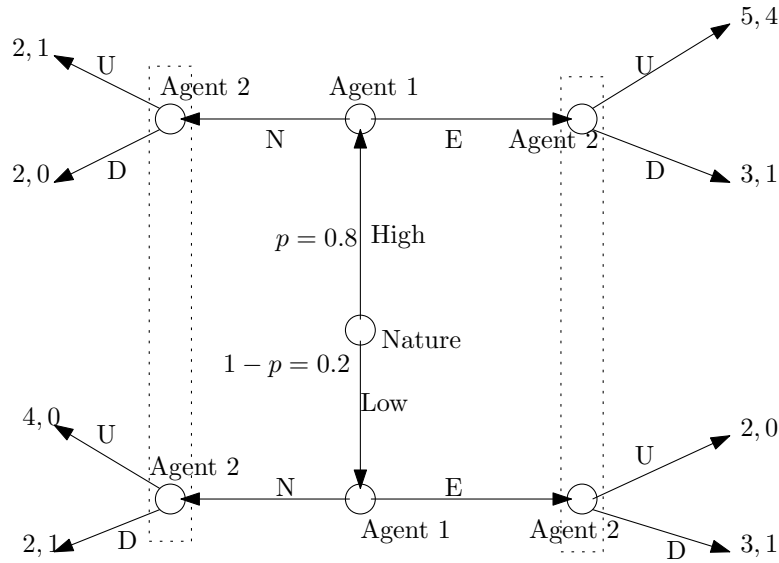 5, 4
2, 1
U
U
Agent 2
Agent 1
N
E
Agent 2
D
D
2, 0
3, 1
p = 0.8
High
Nature
1 − p = 0.2
Low
4, 0
2, 0
U
U
Agent 2
N
E
Agent 1
Agent 2
D
D
2, 1
3, 1